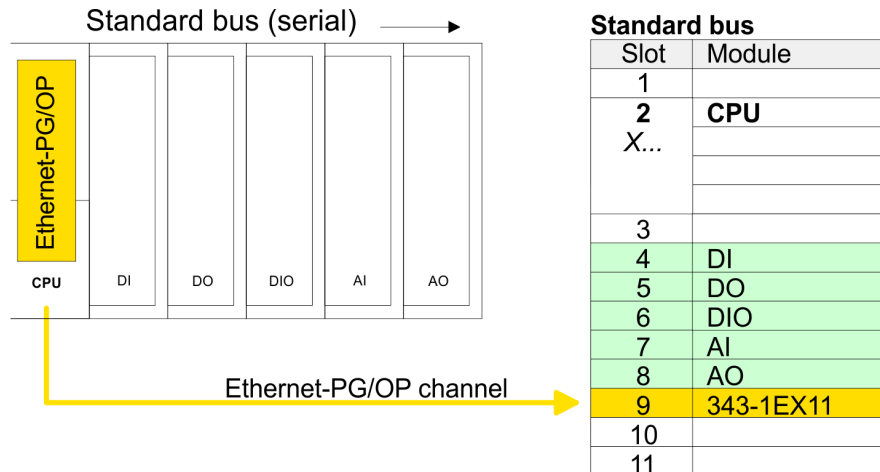 Standard bus (serial)
Ethernet-PG/OP
CPU
DI
DO
DIO
AI
AO
Ethernet-PG/OP channel
Standard bus
Slot Module
1
2 CPU
X...
3
4 DI
5 DO
6 DIO
7 AI
8 AO
9 343-1EX11
10
11